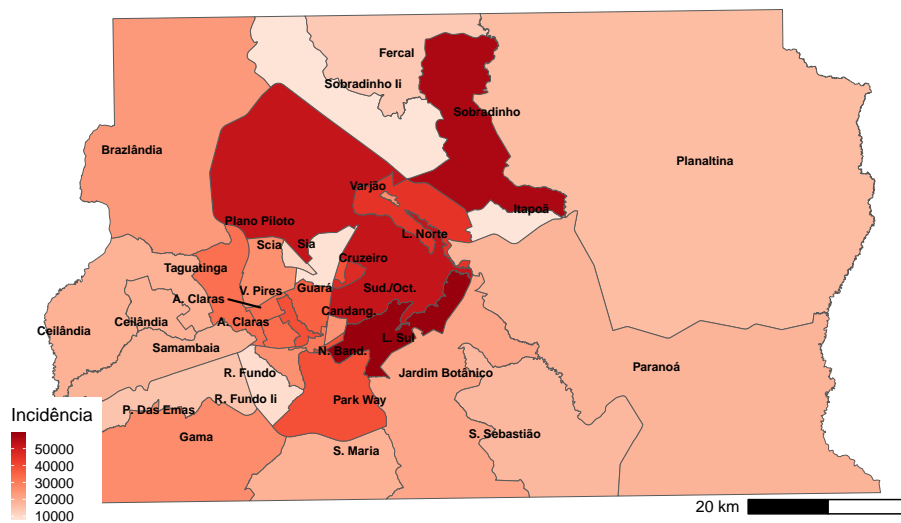 Fercal
Sobradinho Ii
Sobradinho
Brazlândia
Planaltina
Varjão
Itapoã
Plano Piloto
L. Norte
Scia
Sia
Cruzeiro
Taguatinga
V. Pires
Guará
Sud./Oct.
A. Claras
Candang.
Ceilândia
Ceilândia
A. Claras
L. Sul
Samambaia
N. Band.
R. Fundo
Jardim Botânico
Paranoá
R. Fundo Ii
Park Way
P. Das Emas
Gama
S. Sebastião
S. Maria
Incidência
50000
40000
30000
20000
10000
20 km